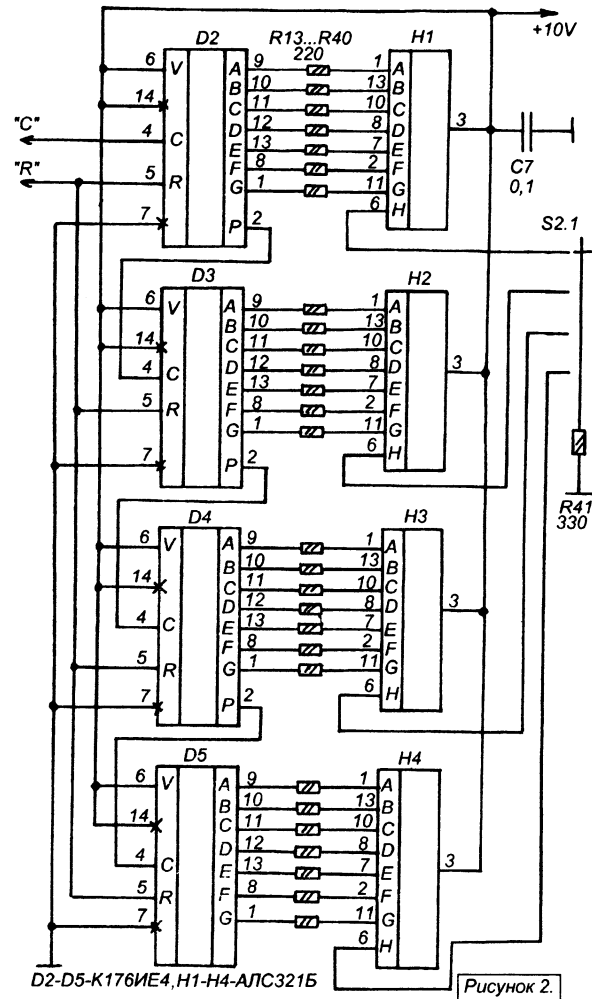 D2 R13...R40 H1
220
+10V
6 V A 9 1 A
14 B 10 13 B
"C" 4 C C 11 10 C
D 12 8 D 3
E 13 7 E
"R" 5 R F 8 2 F
G 1 11 G
7 P 2 6 H
C7
0,1
S2.1
D3 H2
6 V A 9 1 A
14 B 10 13 B
4 C C 11 10 C
D 12 8 D 3
E 13 7 E
5 R F 8 2 F
G 1 11 G
7 P 2 6 H
R41
330
D4 H3
6 V A 9 1 A
14 B 10 13 B
4 C C 11 10 C
D 12 8 D 3
E 13 7 E
5 R F 8 2 F
G 1 11 G
7 P 2 6 H
D5 H4
6 V A 9 1 A
14 B 10 13 B
4 C C 11 10 C
D 12 8 D 3
E 13 7 E
5 R F 8 2 F
7 G 1 11 G
6 H
D2-D5-К176ИЕ4, H1-H4-АЛС321Б
Рисунок 2.